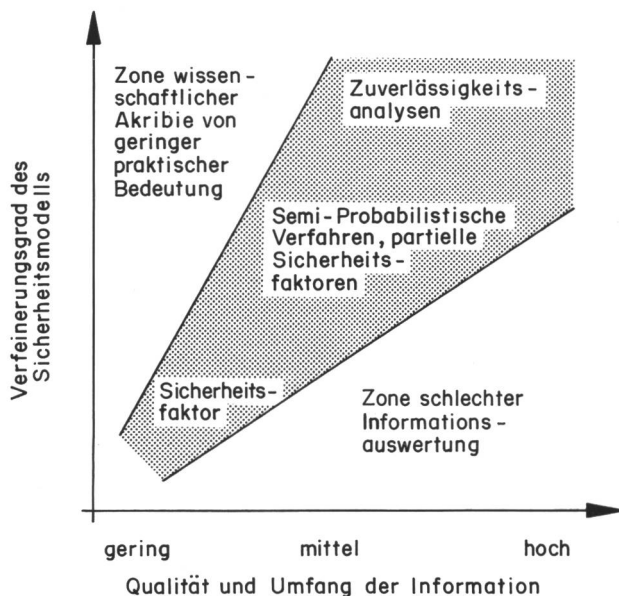 Zone wissen-
schaftlicher
Akribie von
geringer
praktischer
Bedeutung
Zuverlässigkeits-
analysen
Semi-Probabilistische
Verfahren, partielle
Sicherheits-
faktoren
Sicherheits-
faktor
Zone schlechter
Informations-
auswertung
Verfeinerungsgrad des
Sicherheitsmodells
gering mittel hoch
Qualität und Umfang der Information